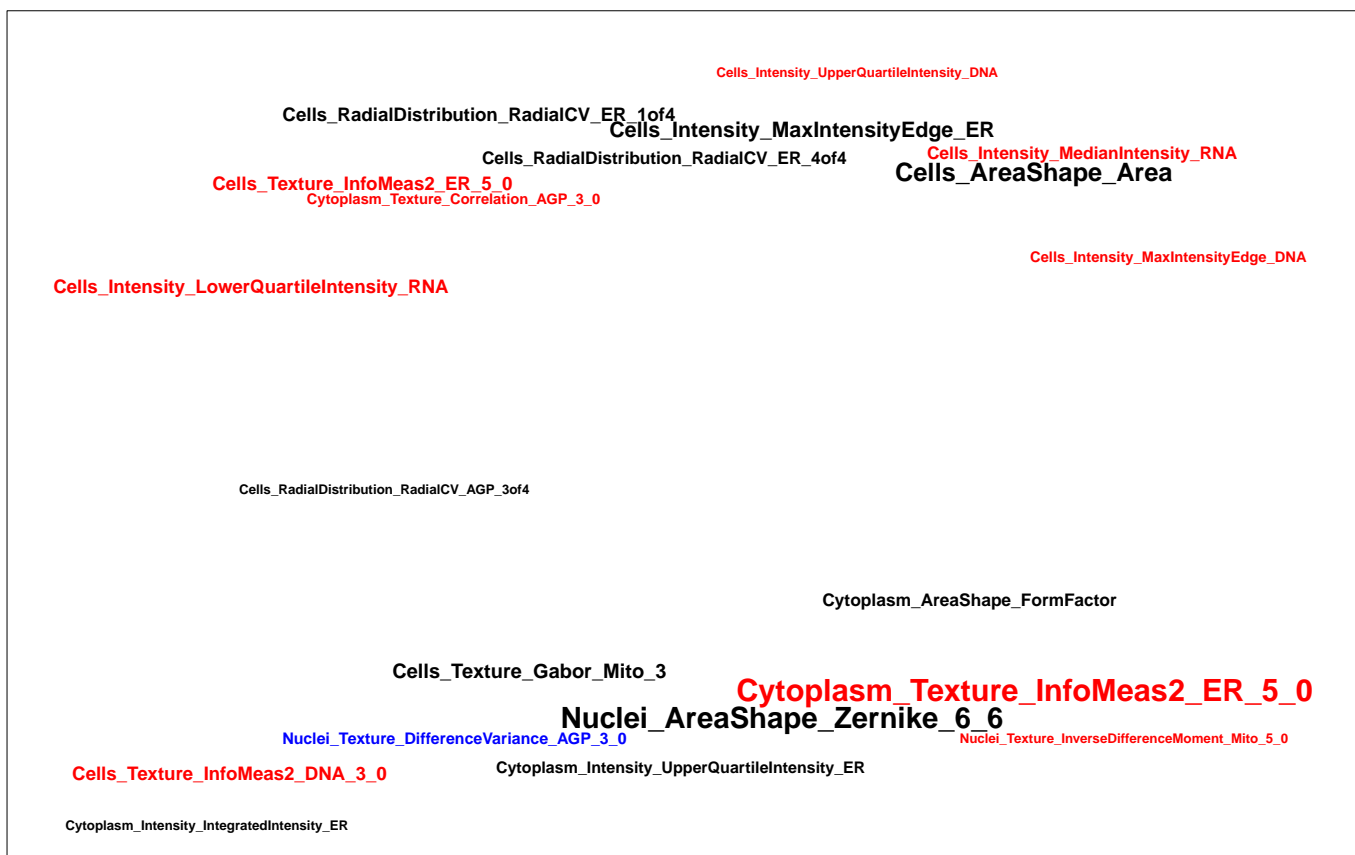 Cells_Intensity_UpperQuartileIntensity_DNA
Cells_RadialDistribution_RadialCV_ER_1of4
Cells_Intensity_MaxIntensityEdge_ER
Cells_RadialDistribution_RadialCV_ER_4of4
Cells_Intensity_MedianIntensity_RNA
Cells_AreaShape_Area
Cells_Texture_InfoMeas2_ER_5_0
Cytoplasm_Texture_Correlation_AGP_3_0
Cells_Intensity_MaxIntensityEdge_DNA
Cells_Intensity_LowerQuartileIntensity_RNA
Cells_RadialDistribution_RadialCV_AGP_3of4
Cytoplasm_AreaShape_FormFactor
Cells_Texture_Gabor_Mito_3
Cytoplasm_Texture_InfoMeas2_ER_5_0
Nuclei_AreaShape_Zernike_6_6
Nuclei_Texture_DifferenceVariance_AGP_3_0
Nuclei_Texture_InverseDifferenceMoment_Mito_5_0
Cytoplasm_Intensity_UpperQuartileIntensity_ER
Cells_Texture_InfoMeas2_DNA_3_0
Cytoplasm_Intensity_IntegratedIntensity_ER